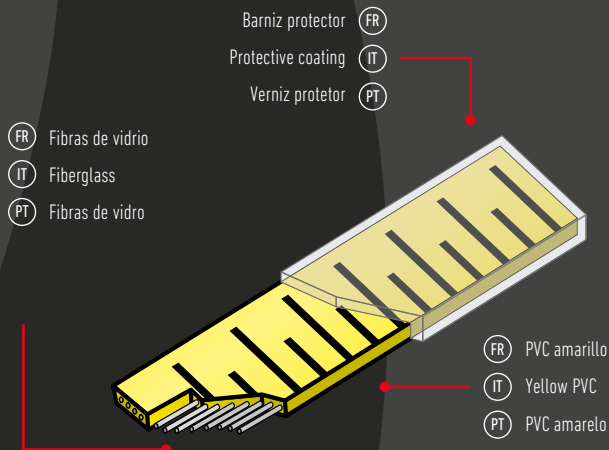 Barniz protector FR
Protective coating IT
Verniz protetor PT
FR Fibras de vidrio
IT Fiberglass
PT Fibras de vidro
FR PVC amarillo
IT Yellow PVC
PT PVC amarelo